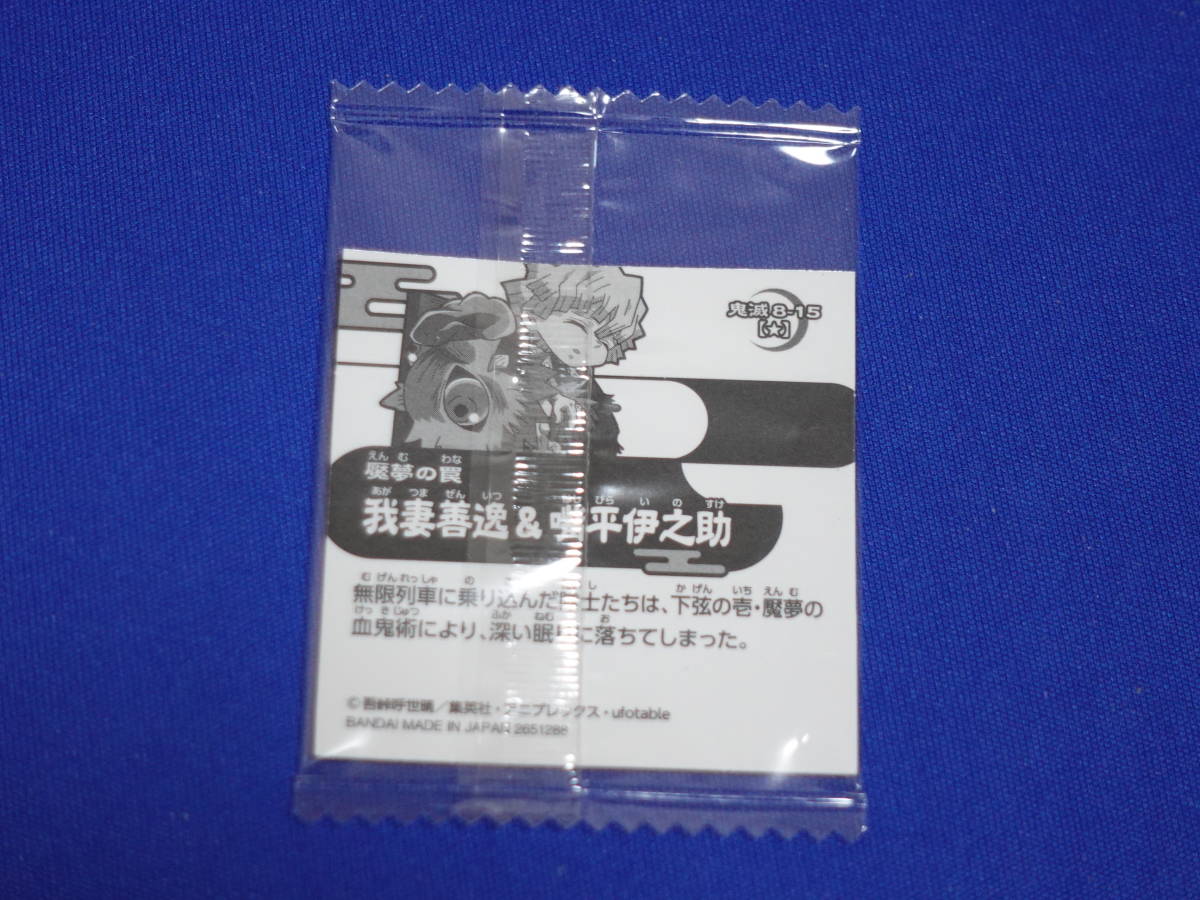 鬼滅 8-15
[★]
えん む わな
魘夢の罠
あが つま ぜん いつ びら い の すけ
我妻善逸&嘴平伊之助
む げん れっ しゃ の し か げん いち えん む
無限列車に乗り込んだ士たちは、下弦の壱・魘夢の
けっ き じゅつ ふか ねむ お
血鬼術により、深い眠りに落ちてしまった。
©吾峠呼世晴／集英社・アニプレックス・ufotable
BANDAI MADE IN JAPAN 2651288